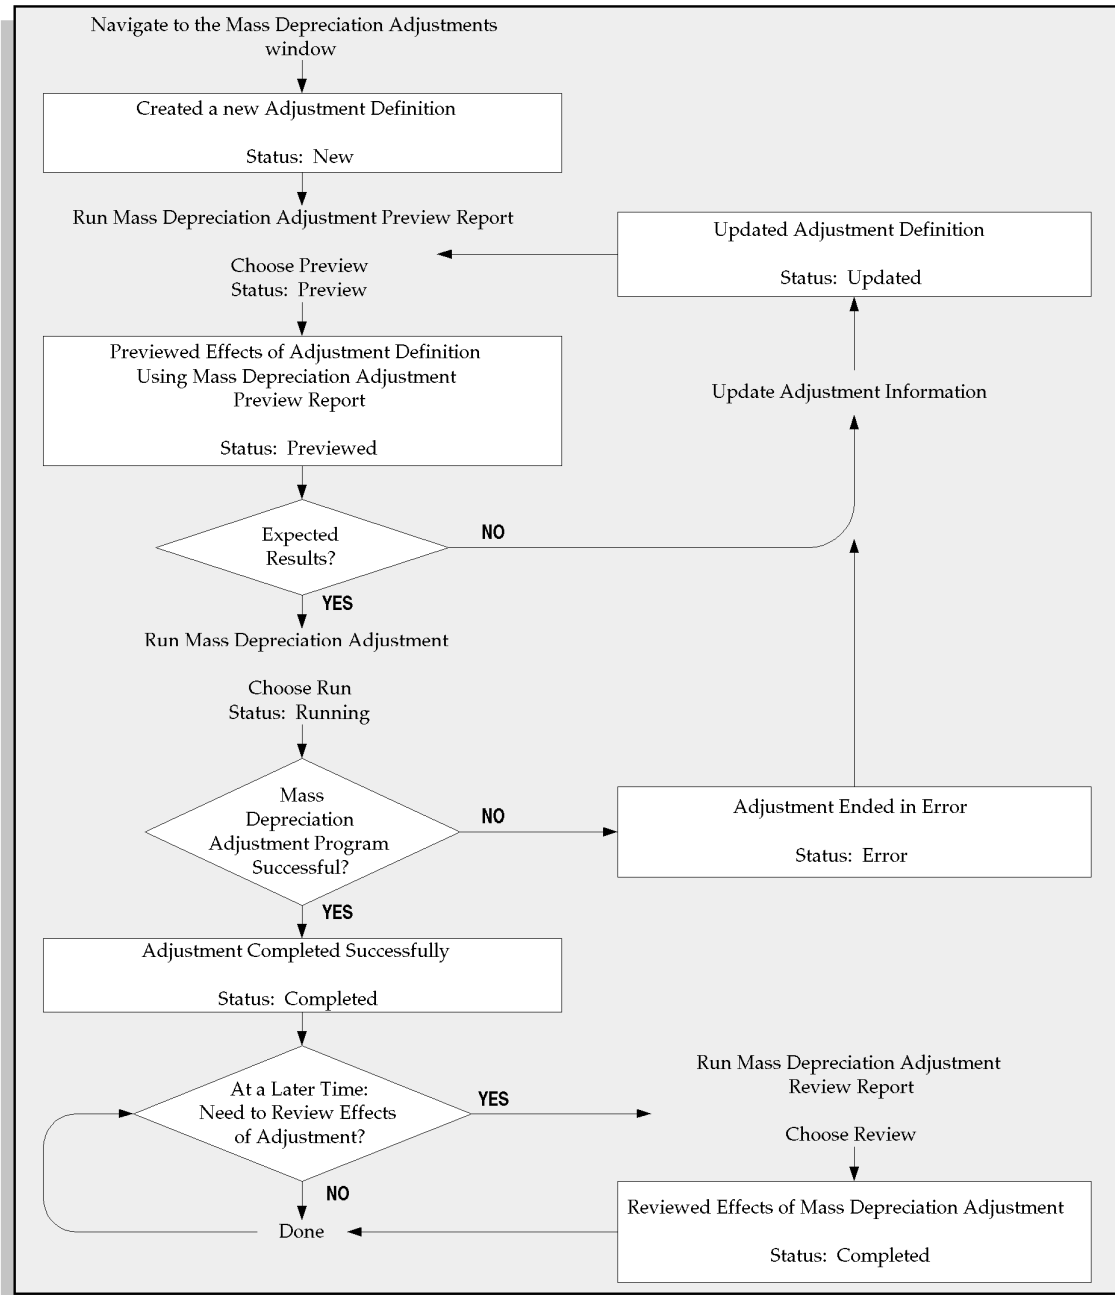 Navigate to the Mass Depreciation Adjustments
window
Created a new Adjustment Definition
Status: New
Run Mass Depreciation Adjustment Preview Report
Choose Preview
Status: Preview
Updated Adjustment Definition
Status: Updated
Previewed Effects of Adjustment Definition
Using Mass Depreciation Adjustment
Preview Report
Status: Previewed
Update Adjustment Information
Expected
Results?
NO
YES
Run Mass Depreciation Adjustment
Choose Run
Status: Running
Mass
Depreciation
Adjustment Program
Successful?
NO
Adjustment Ended in Error
Status: Error
YES
Adjustment Completed Successfully
Status: Completed
At a Later Time:
Need to Review Effects
of Adjustment?
YES
Run Mass Depreciation Adjustment
Review Report
Choose Review
NO
Done
Reviewed Effects of Mass Depreciation Adjustment
Status: Completed